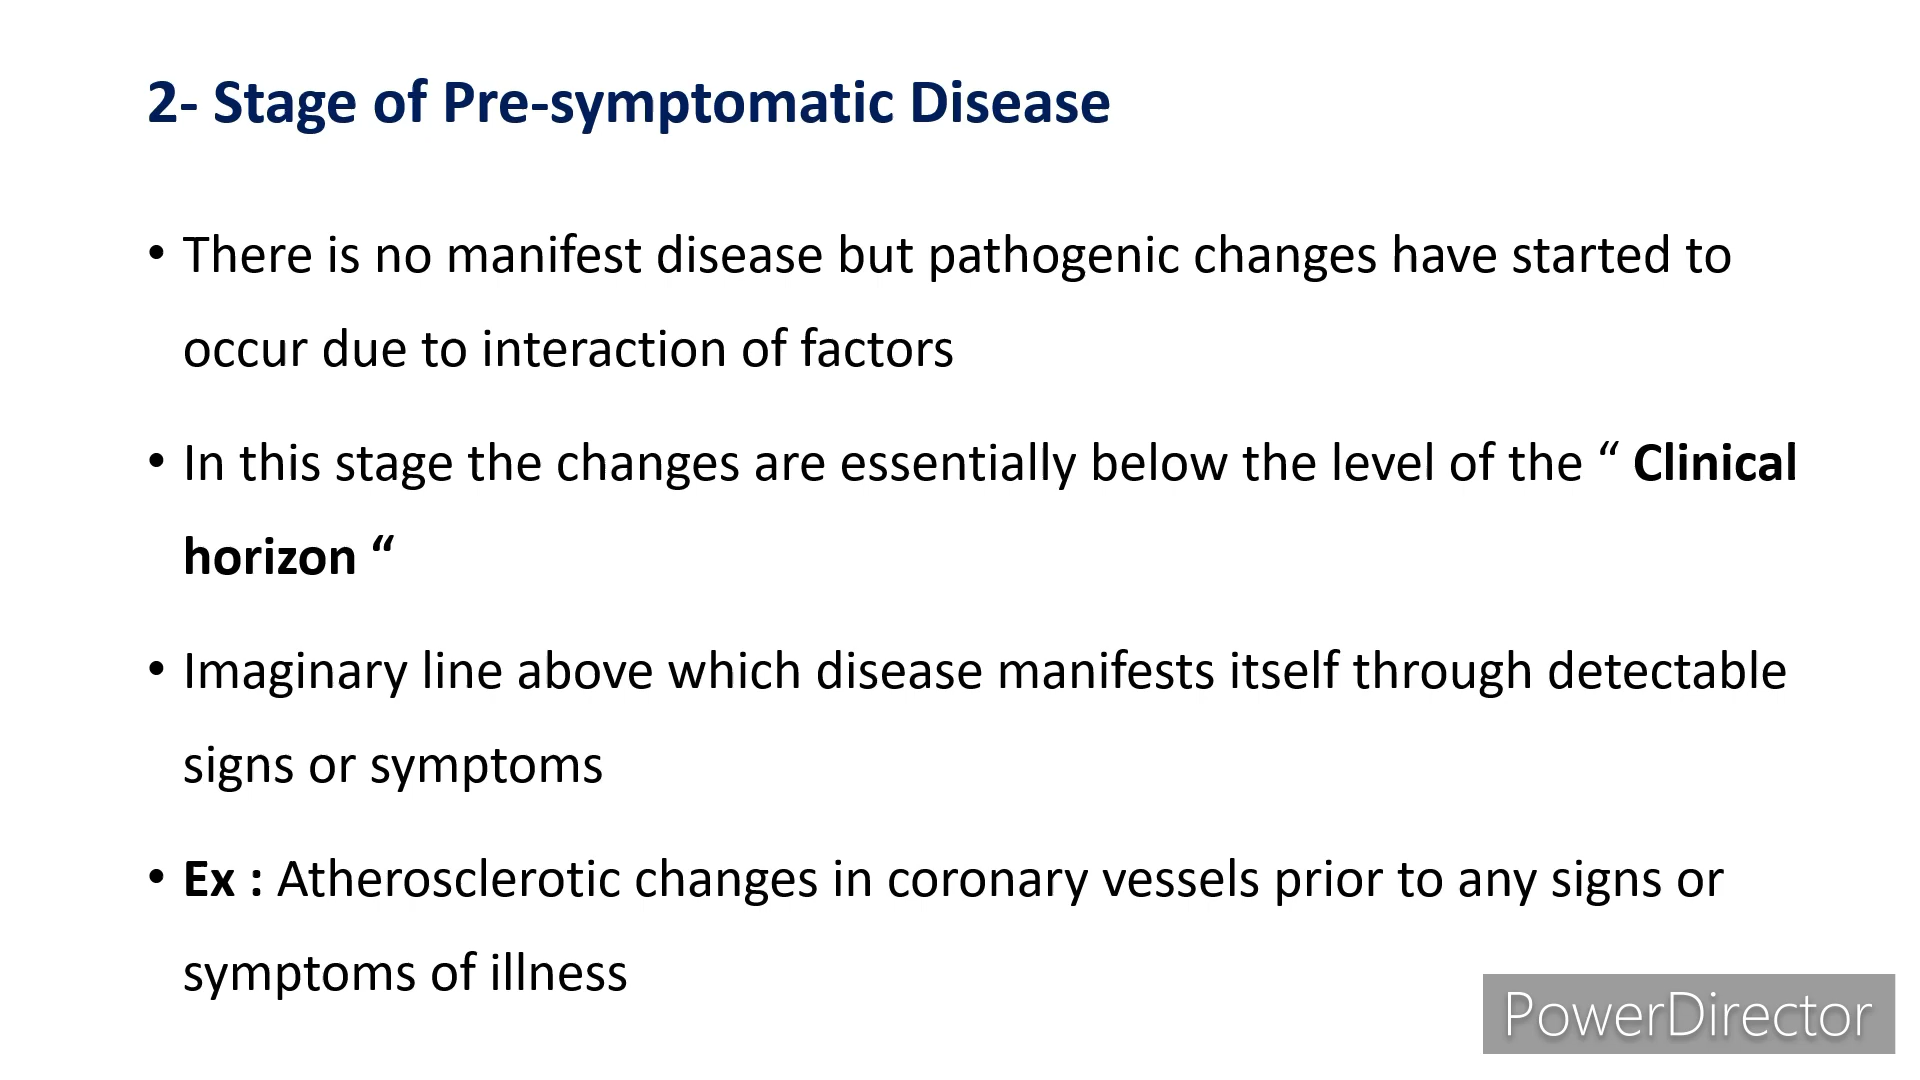 2- Stage of Pre-symptomatic Disease
• There is no manifest disease but pathogenic changes have started to
occur due to interaction of factors
• In this stage the changes are essentially below the level of the “ Clinical
horizon “
• Imaginary line above which disease manifests itself through detectable
signs or symptoms
• Ex : Atherosclerotic changes in coronary vessels prior to any signs or
symptoms of illness
PowerDirector